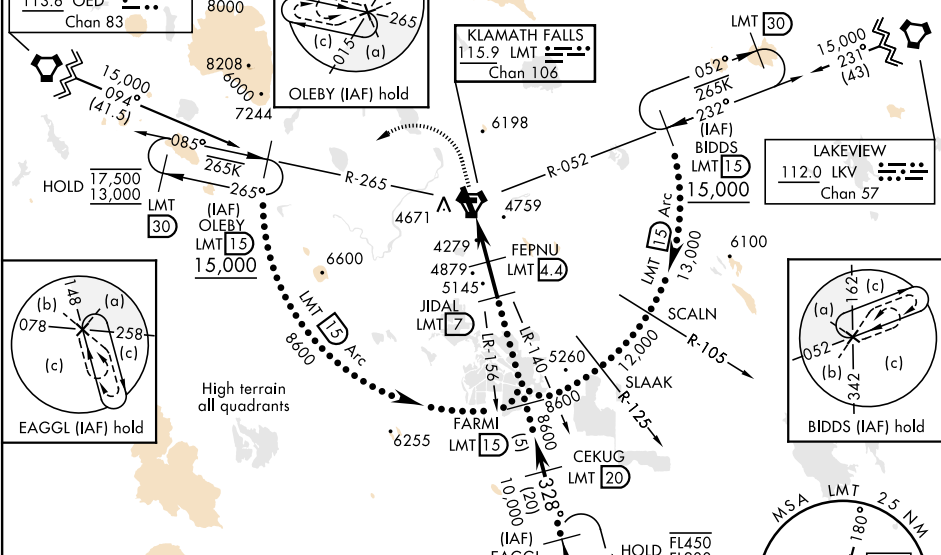 113.8 OED
Chan 83
8000
265
015
(c)
(a)
OLEBY (IAF) hold
KLAMATH FALLS
115.9 LMT
Chan 106
LMT 30
15,000
231°
(43)
052°
265K
232°
(IAF)
BIDDS
LMT 15
15,000
LAKEVIEW
112.0 LKV
Chan 57
15,000
094°
(41.5)
8208
6000
7244
6198
085°
265K
265°
HOLD 17,500
13,000
LMT
30
(IAF)
OLEBY
LMT 15
15,000
R-265
R-052
4671
4759
4279
4879
5145
FEPNU
LMT 4.4
JIDAL
LMT 7
6600
6100
LMT 15 Arc
13,000
LMT 15 Arc
8600
148
(b)
(a)
078
258
(c)
(c)
EAGGL (IAF) hold
162
(c)
(a)
052
(b)
342
(c)
BIDDS (IAF) hold
SCALN
R-105
12,000
LR-156
LR-140
5260
SLAAK
R-125
8600
High terrain
all quadrants
6255
FARMI
LMT 15
8600
(5)
CEKUG
LMT 20
328°
(20)
10,000
(IAF)
EAGGL
HOLD FL450
MSA LMT 25 NM
180°